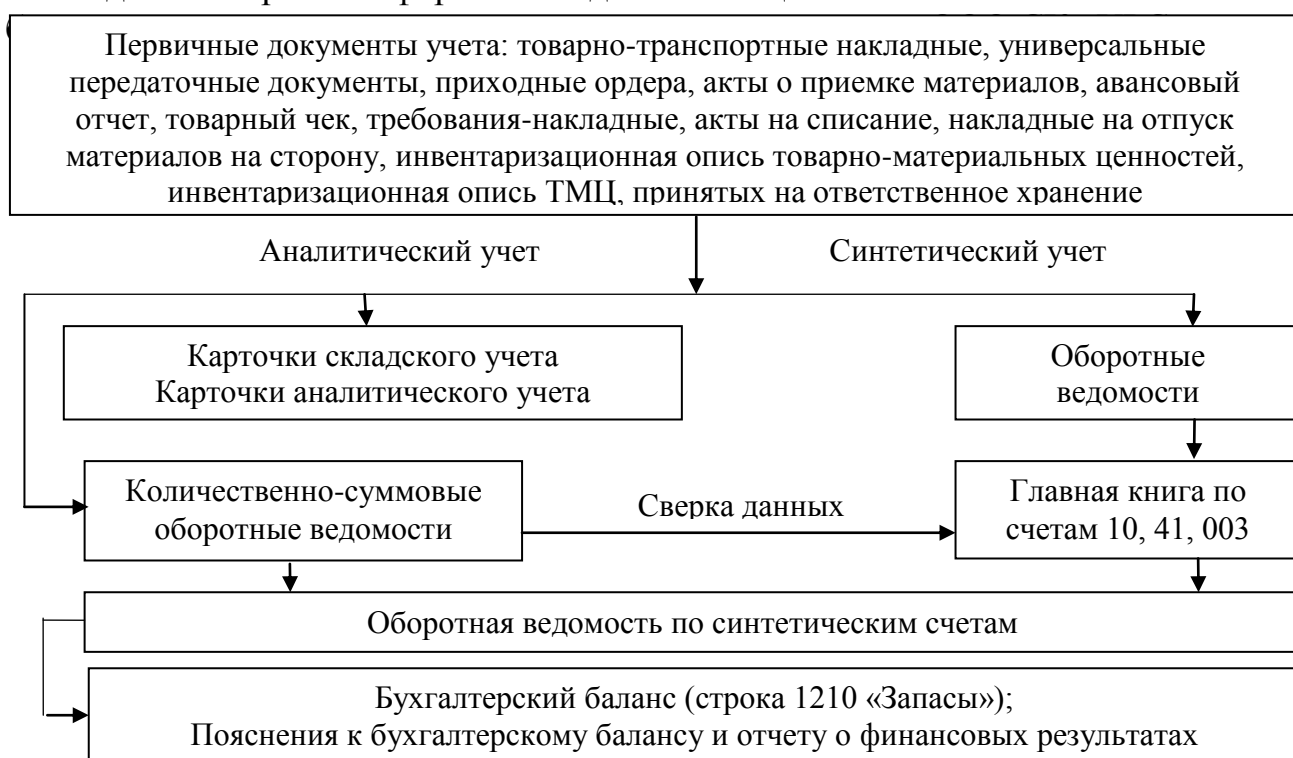 Первичные документы учета: товарно-транспортные накладные, универсальные
передаточные документы, приходные ордера, акты о приемке материалов, авансовый
отчет, товарный чек, требования-накладные, акты на списание, накладные на отпуск
материалов на сторону, инвентаризационная опись товарно-материальных ценностей,
инвентаризационная опись ТМЦ, принятых на ответственное хранение
Аналитический учет
Синтетический учет
Карточки складского учета
Карточки аналитического учета
Оборотные
ведомости
Количественно-суммовые
оборотные ведомости
Сверка данных
Главная книга по
счетам 10, 41, 003
Оборотная ведомость по синтетическим счетам
Бухгалтерский баланс (строка 1210 «Запасы»);
Пояснения к бухгалтерскому балансу и отчету о финансовых результатах